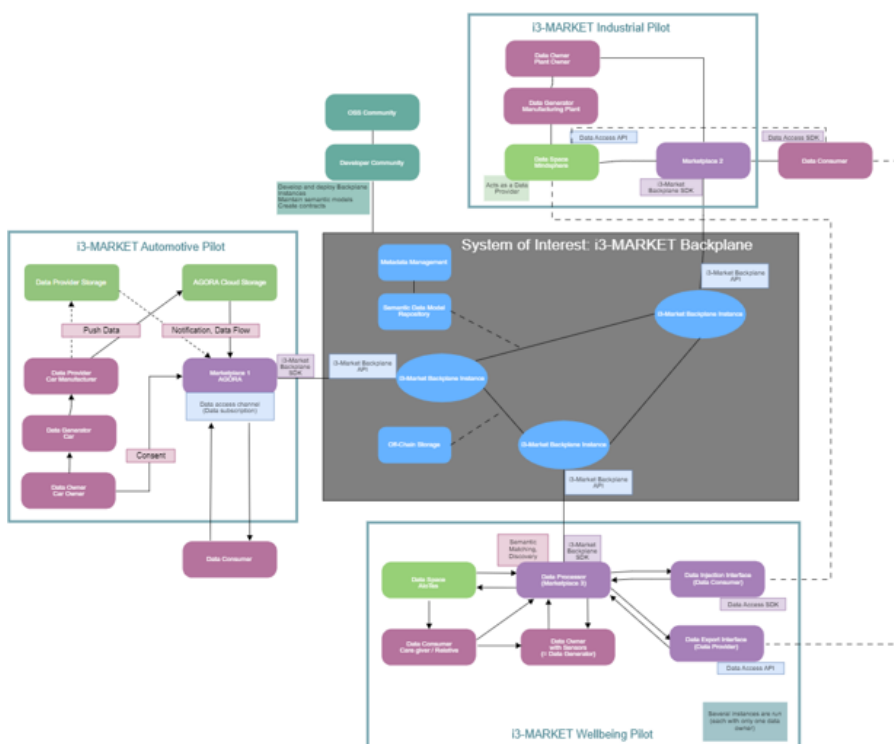 i3-MARKET Industrial Pilot
Data Owner
Plant Owner
Data Generator
Manufacturing Plant
Data Access API
Data Access SDK
Data Space
Mindsphere
Marketplace 2
Data Consumer
Acts as a Data
Provider
i3-Market
Backplane SDK
OSS Community
Developer Community
Develop and deploy Backplane
instances
Maintain semantic models
Create contracts
i3-MARKET Automotive Pilot
Data Provider Storage
AGORA Cloud Storage
Push Data
Notification, Data Flow
Data Provider
Car Manufacturer
Marketplace 1
AGORA
i3-Market
Backplane
SDK
Data access channel
(Data subscription)
Data Generator
Car
Consent
Data Owner
Car Owner
Data Consumer
System of Interest: i3-MARKET Backplane
Metadata Management
i3-Market Backplane
API
Semantic Data Model
Repository
i3-Market Backplane Instance
i3-Market Backplane
API
i3-Market Backplane Instance
Off-Chain Storage
i3-Market Backplane Instance
i3-Market Backplane
API
Semantic
Matching,
Discovery
i3-Market
Backplane
SDK
Data Space
Data Processor
(Marketplace 3)
Data Injection Interface
(Data Consumer)
Data Access SDK
Data Consumer
Care giver / Relative
Data Owner
with Sensors
(= Data Generator)
Data Export Interface
(Data Provider)
Data Access API
Several instances are run
(each with only one data
owner)
i3-MARKET Wellbeing Pilot